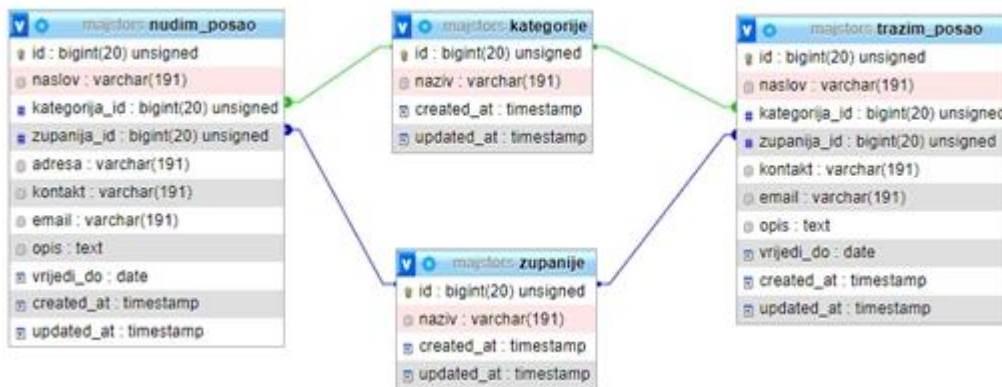 majstors nudim_posao
id : bigint(20) unsigned
naslov : varchar(191)
kategorija_id : bigint(20) unsigned
zupanija_id : bigint(20) unsigned
adresa : varchar(191)
kontakt : varchar(191)
email : varchar(191)
opis : text
vrijedi_do : date
created_at : timestamp
updated_at : timestamp
majstors kategorije
id : bigint(20) unsigned
naziv : varchar(191)
created_at : timestamp
updated_at : timestamp
majstors zupanije
id : bigint(20) unsigned
naziv : varchar(191)
created_at : timestamp
updated_at : timestamp
majstors trazim_posao
id : bigint(20) unsigned
naslov : varchar(191)
kategorija_id : bigint(20) unsigned
zupanija_id : bigint(20) unsigned
kontakt : varchar(191)
email : varchar(191)
opis : text
vrijedi_do : date
created_at : timestamp
updated_at : timestamp